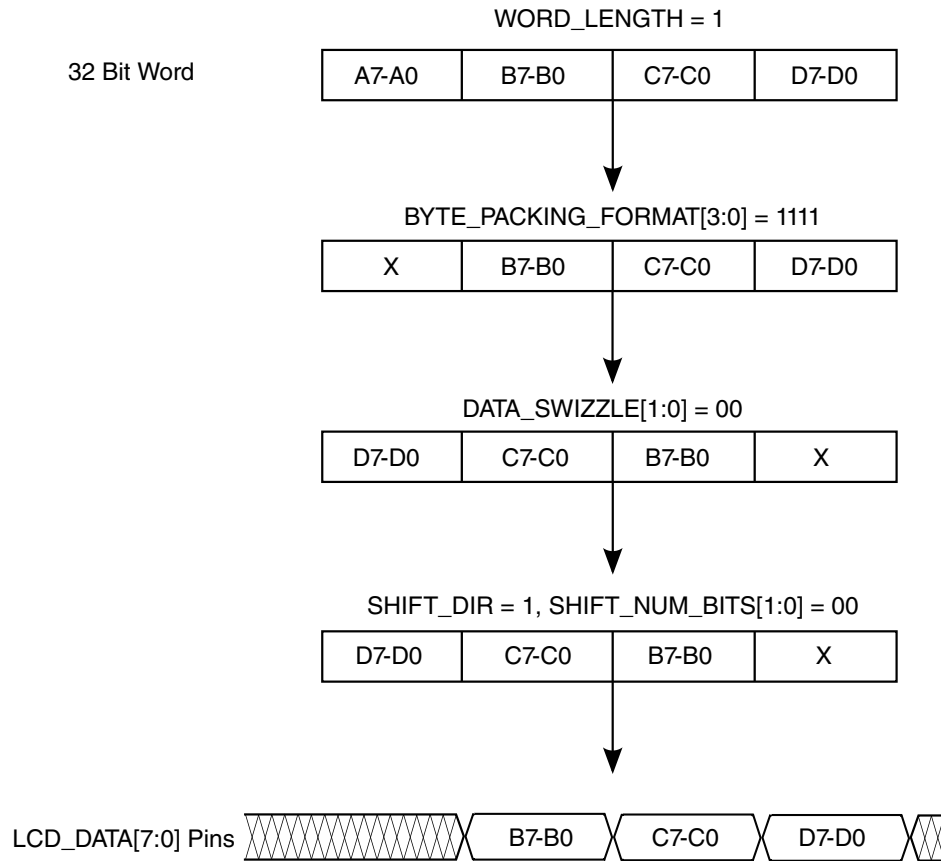 WORD_LENGTH = 1
32 Bit Word
A7-A0 B7-B0 C7-C0 D7-D0
BYTE_PACKING_FORMAT[3:0] = 1111
X B7-B0 C7-C0 D7-D0
DATA_SWIZZLE[1:0] = 00
D7-D0 C7-C0 B7-B0 X
SHIFT_DIR = 1, SHIFT_NUM_BITS[1:0] = 00
D7-D0 C7-C0 B7-B0 X
LCD_DATA[7:0] Pins B7-B0 C7-C0 D7-D0